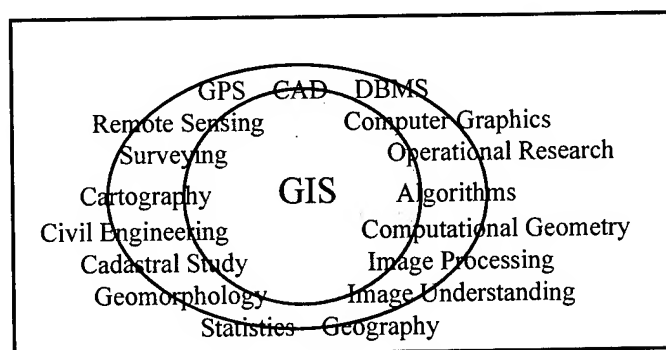 GPS CAD DBMS
Remote Sensing Computer Graphics
Surveying Operational Research
Cartography GIS Algorithms
Civil Engineering Computational Geometry
Cadastral Study Image Processing
Geomorphology Image Understanding
Statistics Geography